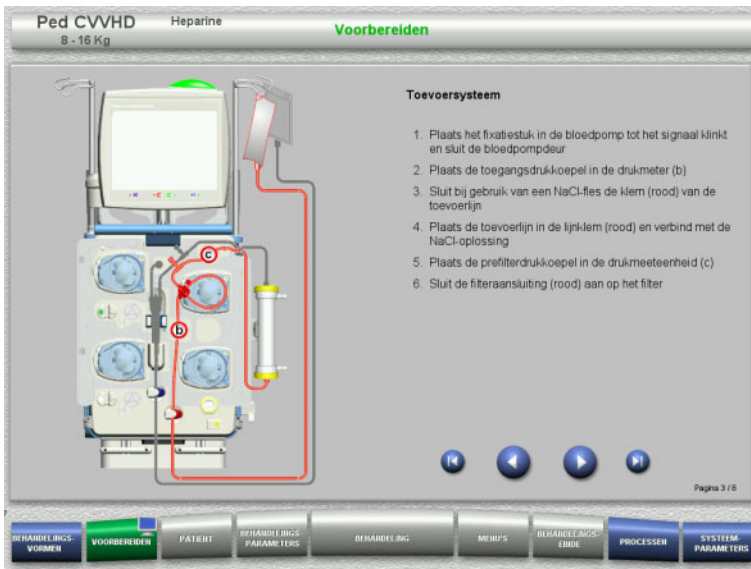 Ped CVVHD
Heparine
8 - 16 Kg
Voorbereiden
Toevoersysteem
1. Plaats het fixatiestuk in de bloedpomp tot het signaal klinkt
en sluit de bloedpompdeur
2. Plaats de toegangsdrukkoepel in de drukmeter (b)
3. Sluit bij gebruik van een NaCl-fles de klem (rood) van de
toevoerlijn
4. Plaats de toevoerlijn in de lijnklem (rood) en verbind met de
NaCl-oplossing
5. Plaats de prefilterdrukkoepel in de drukmeeteenheid (c)
6. Sluit de filteraansluiting (rood) aan op het filter
c
b
Pagina 3 / 8
BEHANDELINGS-
VORMEN
VOORBEREIDEN
PATIËNT
BEHANDELINGS
PARAMETERS
BEHANDELING
MENU'S
BEHANDELINGS-
EINDE
PROCESSEN
SYSTEEM-
PARAMETERS